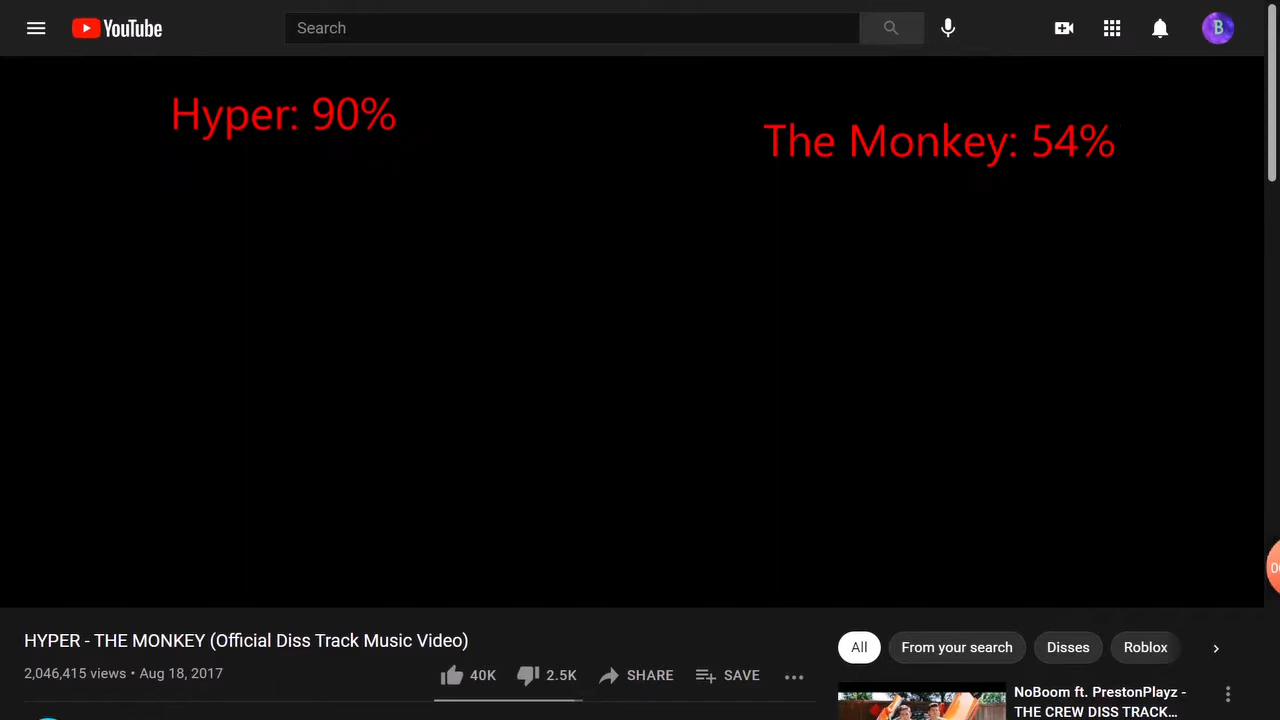 YouTube
Search
B
Hyper: 90%
The Monkey: 54%
HYPER - THE MONKEY (Official Diss Track Music Video)
2,046,415 views • Aug 18, 2017
40K
2.5K
SHARE
SAVE
All
From your search
Disses
Roblox
NoBoom ft. PrestonPlayz -
THE CREW DISS TRACK...